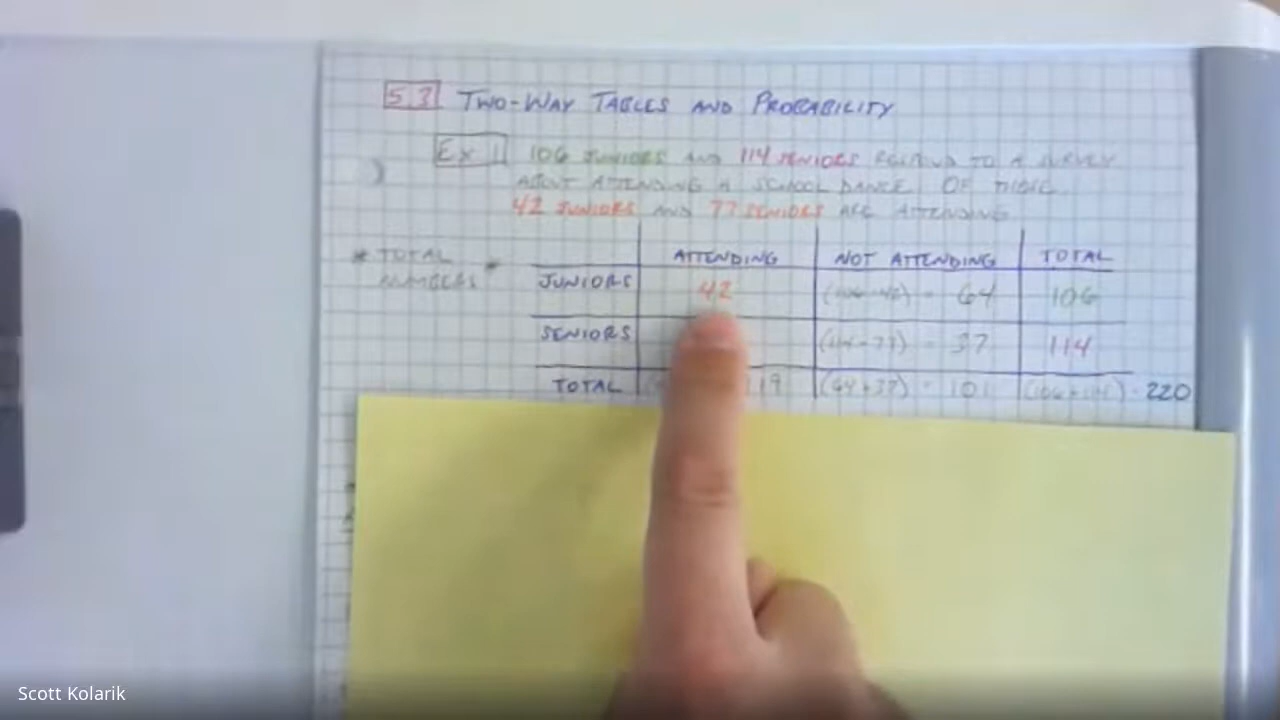 5.3 TWO-WAY TABLES AND PROBABILITY
Ex 1 106 JUNIORS AND 114 SENIORS RESPOND TO A SURVEY
ABOUT ATTENDING A SCHOOL DANCE. OF THOSE
42 JUNIORS AND 77 SENIORS ARE ATTENDING
* TOTAL NUMBERS *
ATTENDING NOT ATTENDING TOTAL
JUNIORS 42 (106-42) = 64 106
SENIORS (114-77) = 37 114
TOTAL 119 (64+37) = 101 (106+114) = 220
Scott Kolarik